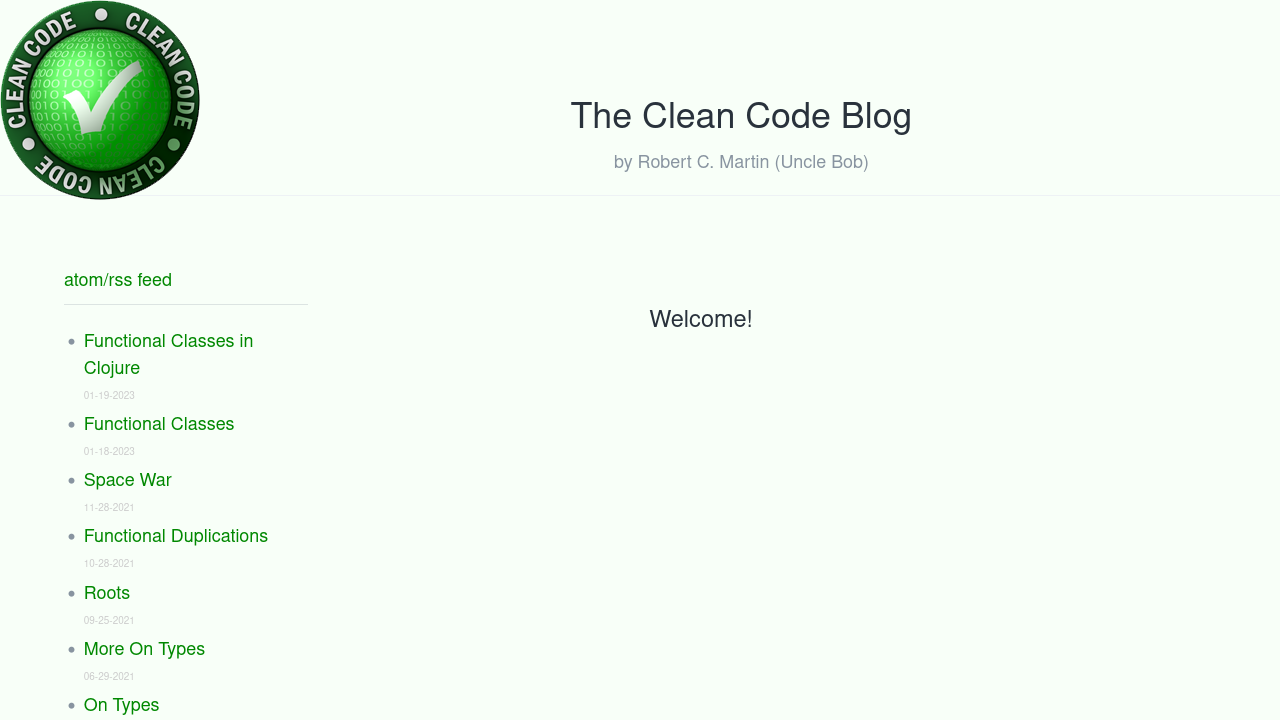 CLEAN CODE
CLEAN CODE
CLEAN CODE
The Clean Code Blog
by Robert C. Martin (Uncle Bob)
atom/rss feed
Functional Classes in
Clojure
01-19-2023
Functional Classes
01-18-2023
Space War
11-28-2021
Functional Duplications
10-28-2021
Roots
09-25-2021
More On Types
06-29-2021
On Types
Welcome!